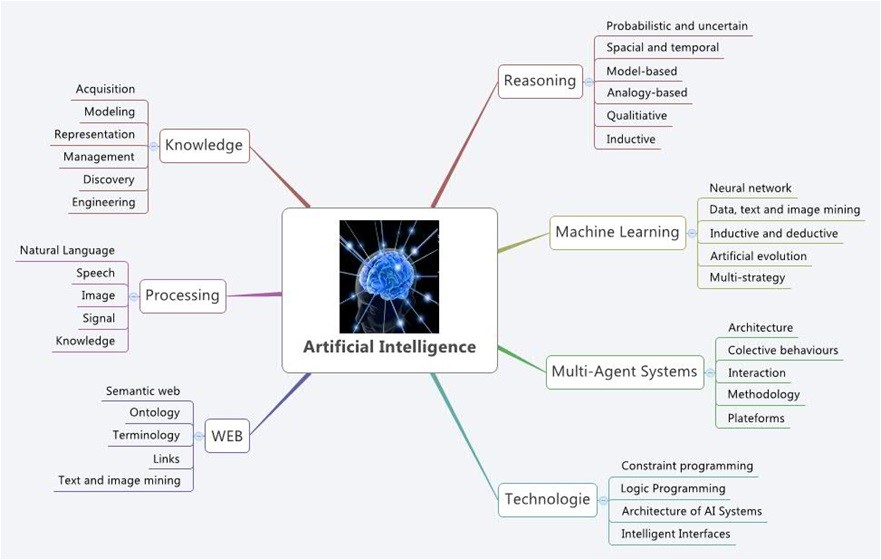 Artificial Intelligence
Reasoning
Probabilistic and uncertain
Spacial and temporal
Model-based
Analogy-based
Qualitiative
Inductive
Machine Learning
Neural network
Data, text and image mining
Inductive and deductive
Artificial evolution
Multi-strategy
Multi-Agent Systems
Architecture
Colective behaviours
Interaction
Methodology
Plateforms
Technologie
Constraint programming
Logic Programming
Architecture of AI Systems
Intelligent Interfaces
Knowledge
Acquisition
Modeling
Representation
Management
Discovery
Engineering
Processing
Natural Language
Speech
Image
Signal
Knowledge
WEB
Semantic web
Ontology
Terminology
Links
Text and image mining